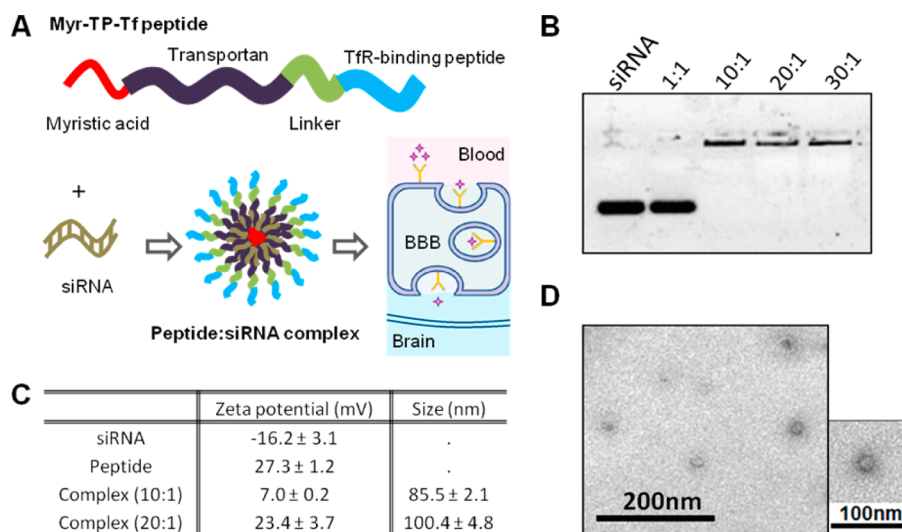 A
Myr-TP-Tf peptide
Transportan
TfR-binding peptide
Myristic acid
Linker
+
siRNA
Peptide:siRNA complex
Blood
BBB
Brain
B
siRNA 1:1 10:1 20:1 30:1
C
Zeta potential (mV) Size (nm)
siRNA -16.2 ± 3.1 .
Peptide 27.3 ± 1.2 .
Complex (10:1) 7.0 ± 0.2 85.5 ± 2.1
Complex (20:1) 23.4 ± 3.7 100.4 ± 4.8
D
200nm
100nm